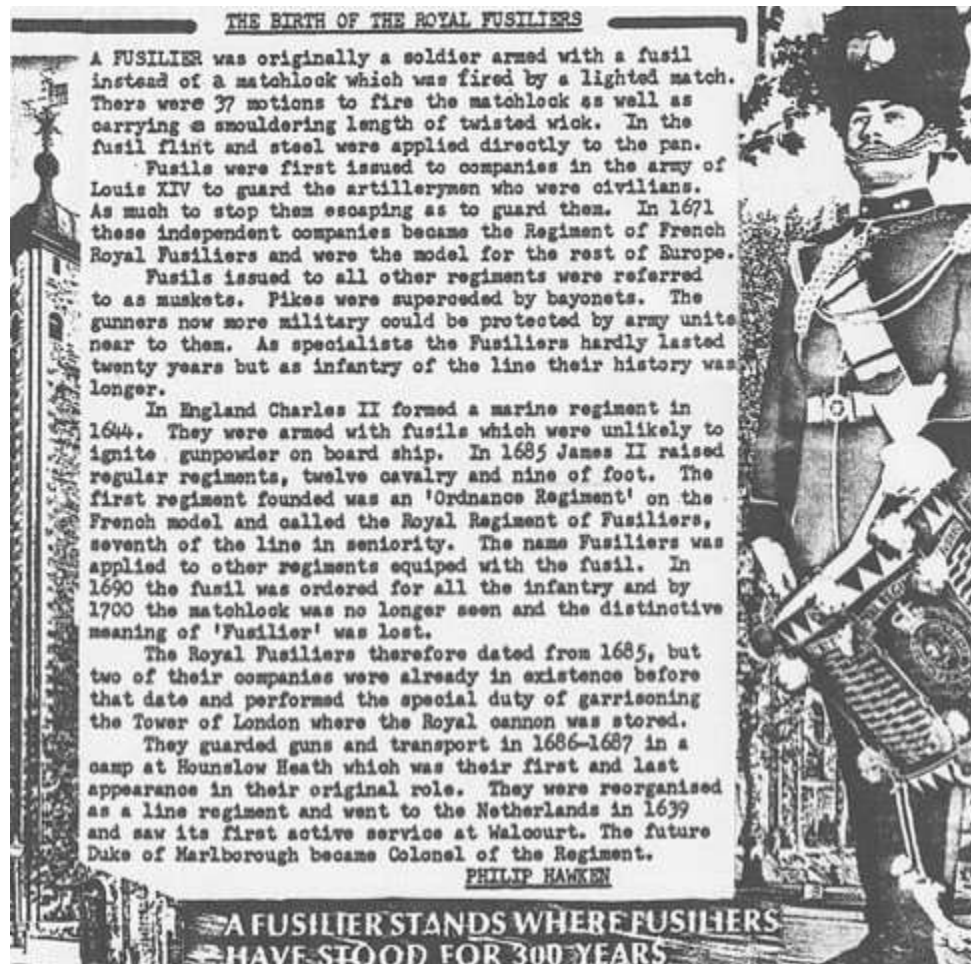 THE BIRTH OF THE ROYAL FUSILIERS
A FUSILIER was originally a soldier armed with a fusil
instead of a matchlock which was fired by a lighted match.
There were 37 motions to fire the matchlock as well as
carrying a smouldering length of twisted wick. In the
fusil flint and steel were applied directly to the pan.
Fusils were first issued to companies in the army of
Louis XIV to guard the artillerymen who were civilians.
As much to stop them escaping as to guard them. In 1671
these independent companies became the Regiment of French
Royal Fusiliers and were the model for the rest of Europe.
Fusils issued to all other regiments were referred
to as muskets. Pikes were superceded by bayonets. The
gunners now more military could be protected by army units
near to them. As specialists the Fusiliers hardly lasted
twenty years but as infantry of the line their history was
longer.
In England Charles II formed a marine regiment in
1644. They were armed with fusils which were unlikely to
ignite gunpowder on board ship. In 1685 James II raised
regular regiments, twelve cavalry and nine of foot. The
first regiment founded was an 'Ordnance Regiment' on the
French model and called the Royal Regiment of Fusiliers,
seventh of the line in seniority. The name Fusiliers was
applied to other regiments equiped with the fusil. In
1690 the fusil was ordered for all the infantry and by
1700 the matchlock was no longer seen and the distinctive
meaning of 'Fusilier' was lost.
The Royal Fusiliers therefore dated from 1685, but
two of their companies were already in existence before
that date and performed the special duty of garrisoning
the Tower of London where the Royal cannon was stored.
They guarded guns and transport in 1686-1687 in a
camp at Hounslow Heath which was their first and last
appearance in their original role. They were reorganised
as a line regiment and went to the Netherlands in 1639
and saw its first active service at Walcourt. The future
Duke of Marlborough became Colonel of the Regiment.
PHILIP HAWKEN
A FUSILIER STANDS WHERE FUSILIERS
HAVE STOOD FOR 300 YEARS